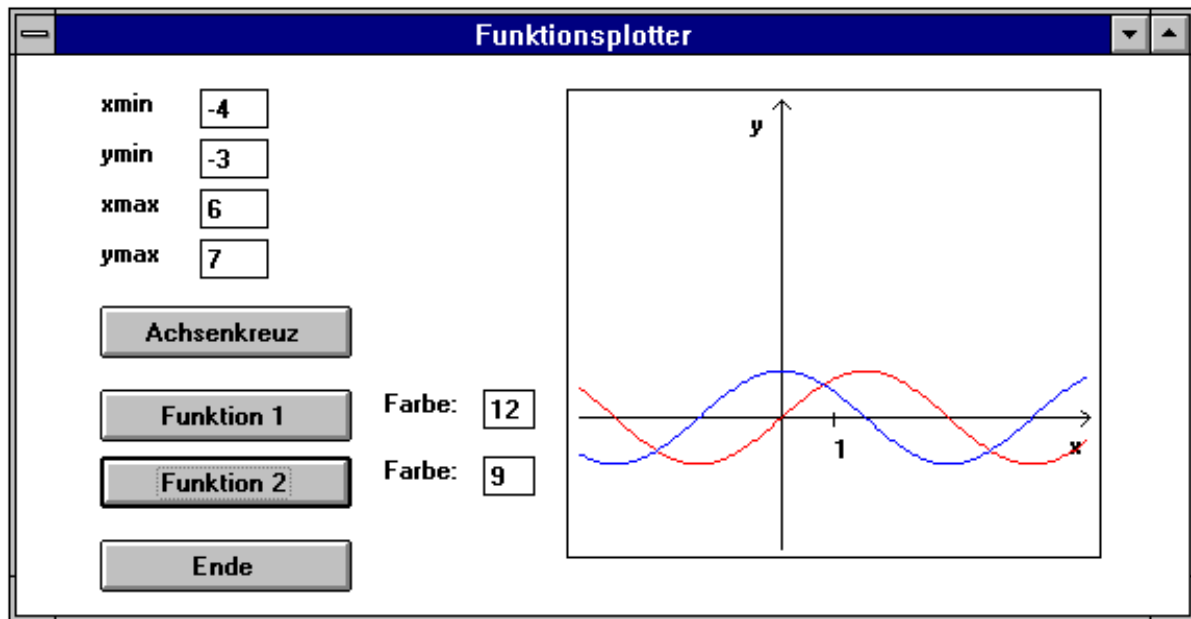 Funktionsplotter
xmin -4
ymin -3
xmax 6
ymax 7
Achsenkreuz
Funktion 1 Farbe: 12
Funktion 2 Farbe: 9
Ende
y
1
x